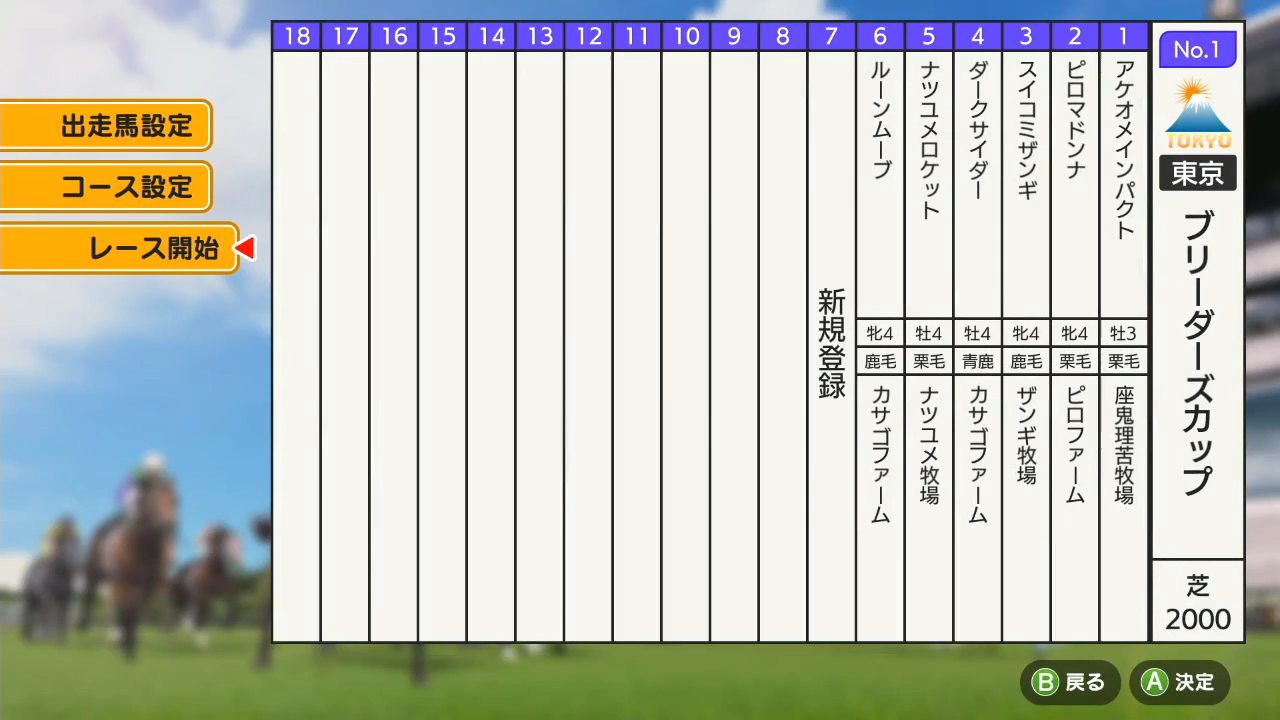 18 17 16 15 14 13 12 11 10 9 8 7 6 5 4 3 2 1
No.1
TOKYO
東京
ブリーダーズカップ
芝
2000
アケオメインパクト
牡3
栗毛
座鬼理苦牧場
ピロマドンナ
牝4
栗毛
ピロファーム
スイコミザンギ
牝4
鹿毛
ザンギ牧場
ダークサイダー
牡4
青鹿
カサゴファーム
ナツユメロケット
牡4
栗毛
ナツユメ牧場
ルーンムーブ
牝4
鹿毛
カサゴファーム
新規登録
出走馬設定
コース設定
レース開始
B 戻る
A 決定